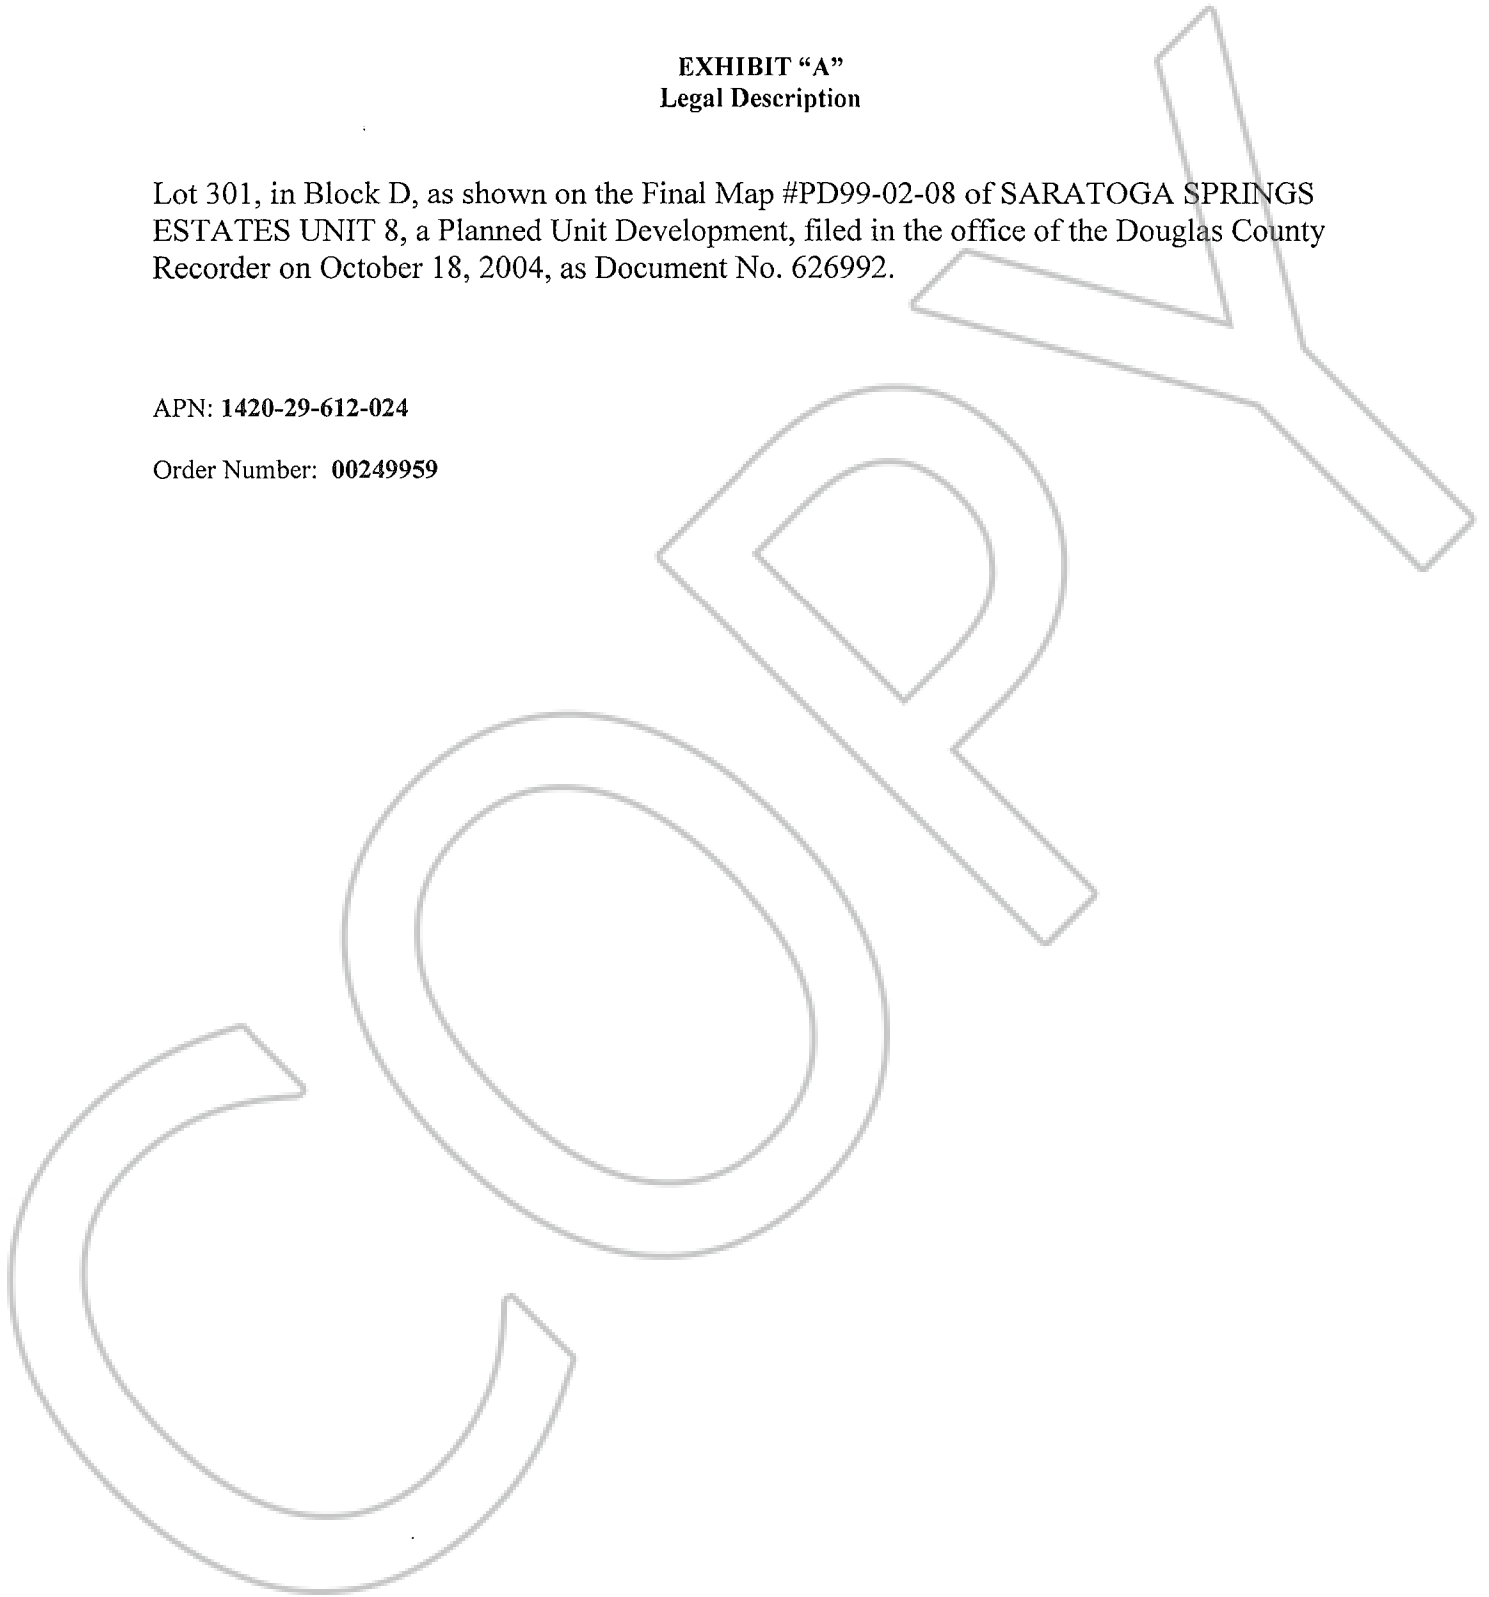 EXHIBIT “A”
Legal Description
Lot 301, in Block D, as shown on the Final Map #PD99-02-08 of SARATOGA SPRINGS
ESTATES UNIT 8, a Planned Unit Development, filed in the office of the Douglas County
Recorder on October 18, 2004, as Document No. 626992.
APN: 1420-29-612-024
Order Number: 00249959
COPY